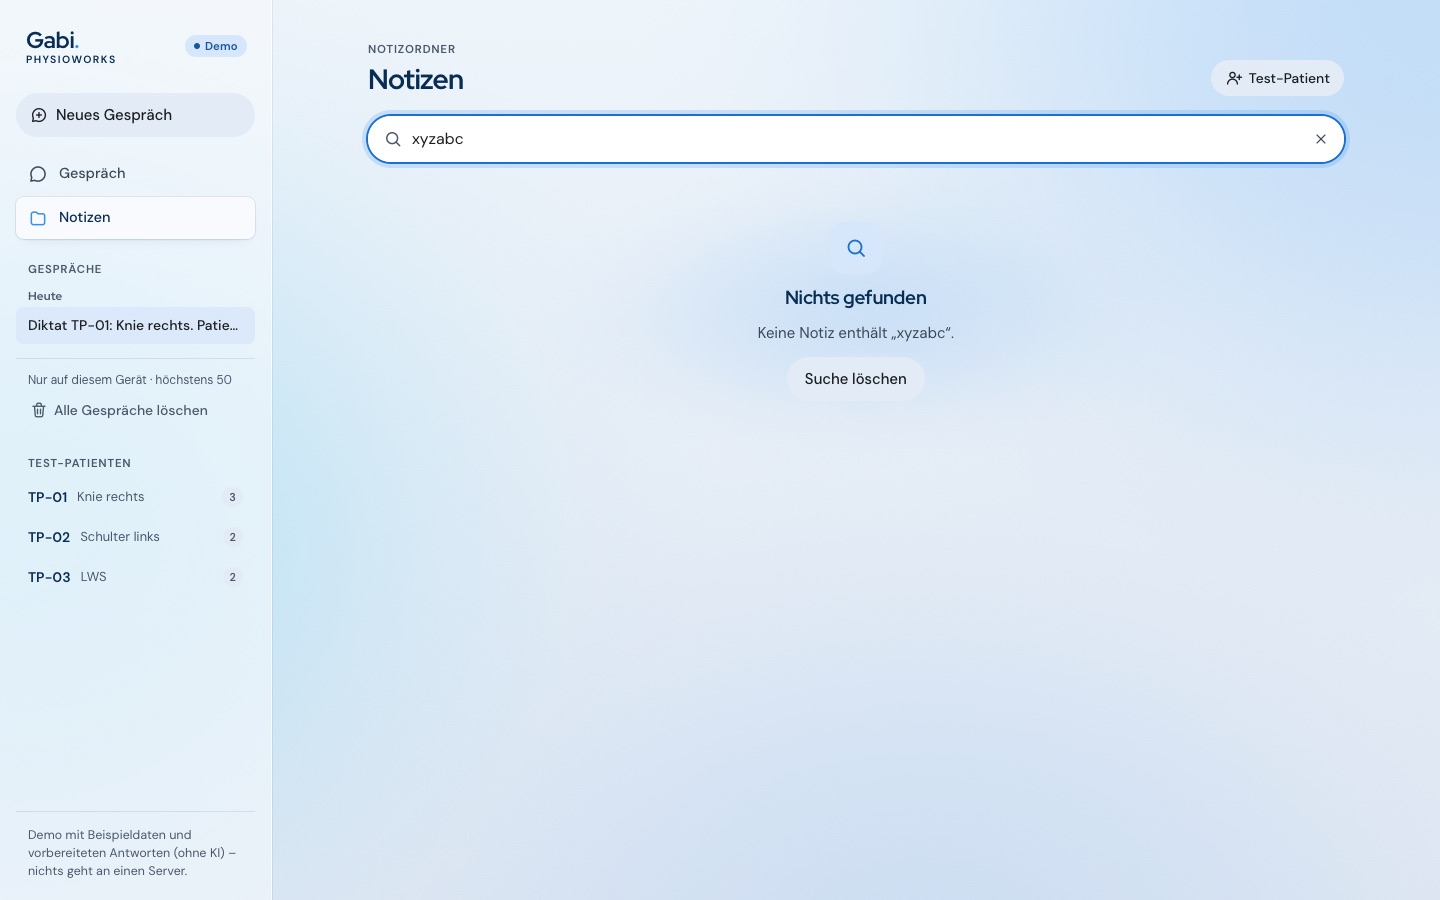 Gabi.
PHYSIOWORKS
Demo
Neues Gespräch
Gespräch
Notizen
GESPRÄCHE
Heute
Diktat TP-01: Knie rechts. Patie…
Nur auf diesem Gerät · höchstens 50
Alle Gespräche löschen
TEST-PATIENTEN
TP-01 Knie rechts 3
TP-02 Schulter links 2
TP-03 LWS 2
Demo mit Beispieldaten und
vorbereiteten Antworten (ohne KI) –
nichts geht an einen Server.
NOTIZORDNER
Notizen
Test-Patient
xyzabc
Nichts gefunden
Keine Notiz enthält „xyzabc“.
Suche löschen